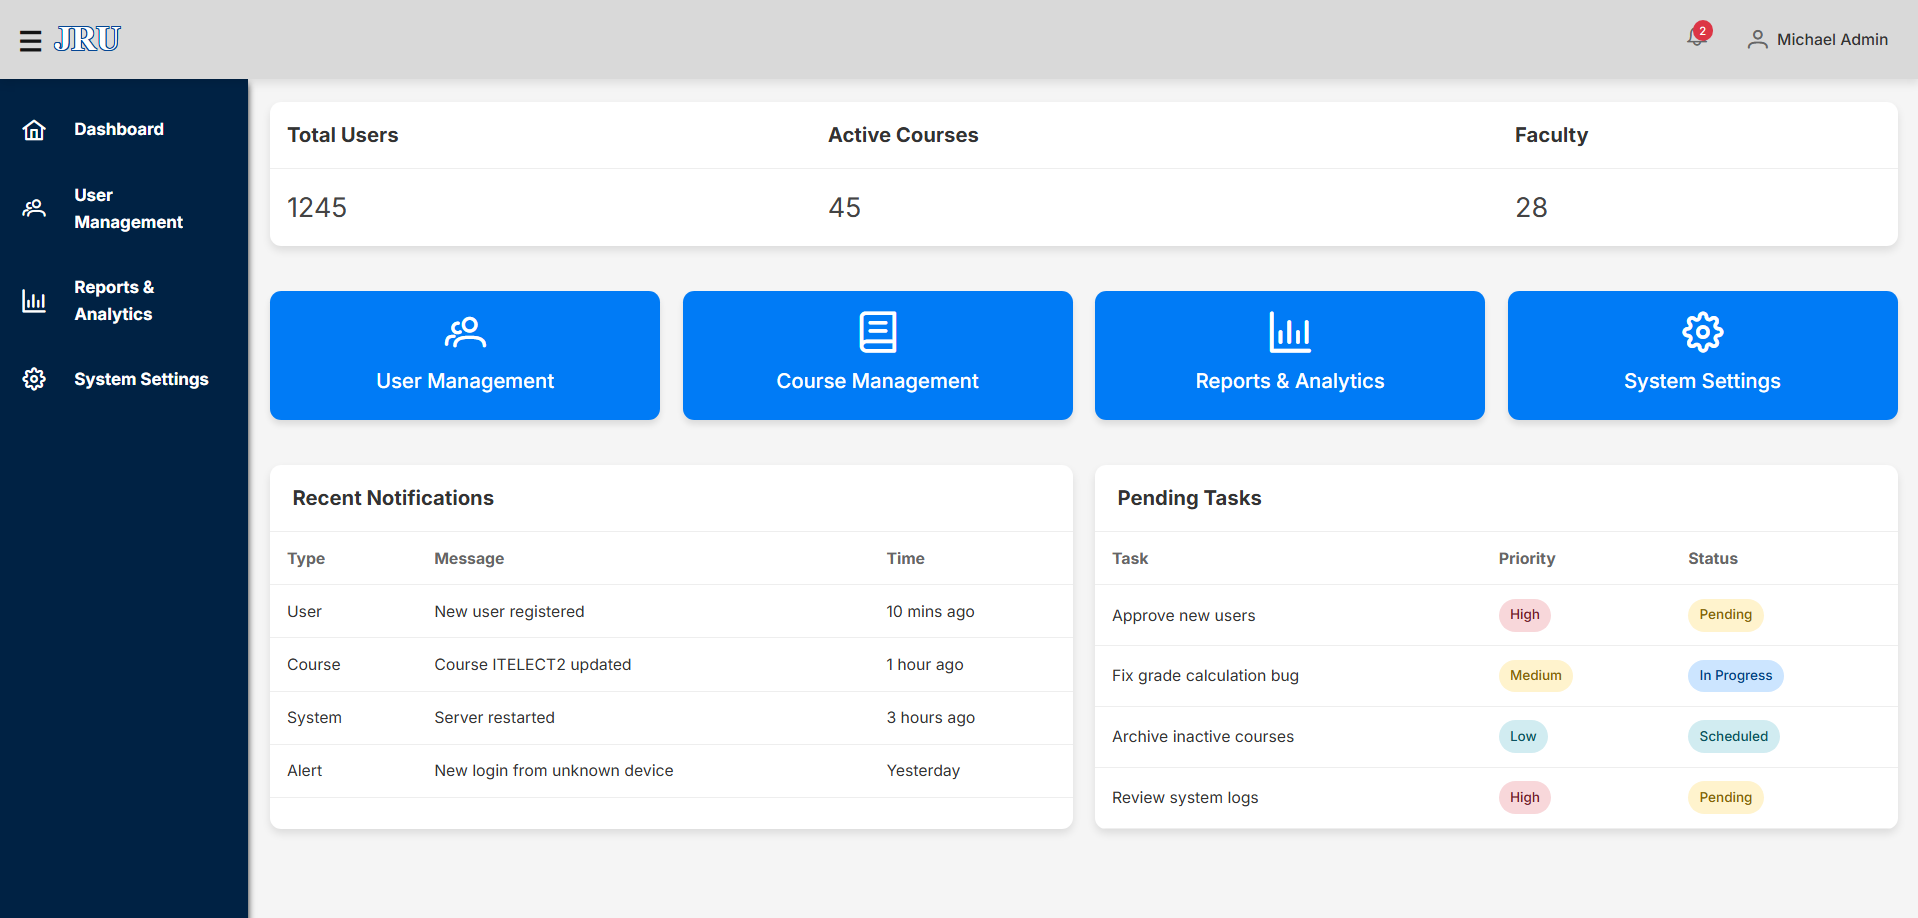 JRU
2
Michael Admin
Dashboard
User
Management
Reports &
Analytics
System Settings
Total Users Active Courses Faculty
1245 45 28
User Management
Course Management
Reports & Analytics
System Settings
Recent Notifications
Type Message Time
User New user registered 10 mins ago
Course Course ITELECT2 updated 1 hour ago
System Server restarted 3 hours ago
Alert New login from unknown device Yesterday
Pending Tasks
Task Priority Status
Approve new users High Pending
Fix grade calculation bug Medium In Progress
Archive inactive courses Low Scheduled
Review system logs High Pending